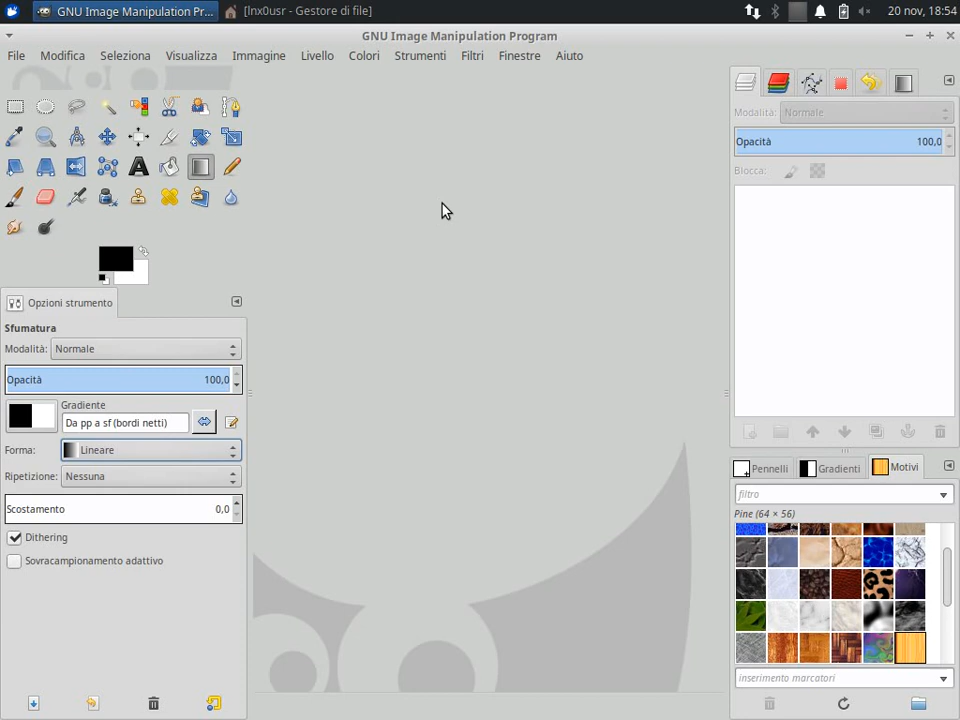 GNU Image Manipulation Pr... [lnx0usr - Gestore di file] 20 nov, 18:54
GNU Image Manipulation Program
File Modifica Seleziona Visualizza Immagine Livello Colori Strumenti Filtri Finestre Aiuto
Modalità: Normale
Opacità 100,0
Blocca:
Opzioni strumento
Sfumatura
Modalità: Normale
Opacità 100,0
Gradiente
Da pp a sf (bordi netti)
Forma: Lineare
Ripetizione: Nessuna
Scostamento 0,0
Dithering
Sovracampionamento adattivo
Pennelli Gradienti Motivi
filtro
Pine (64 × 56)
inserimento marcatori